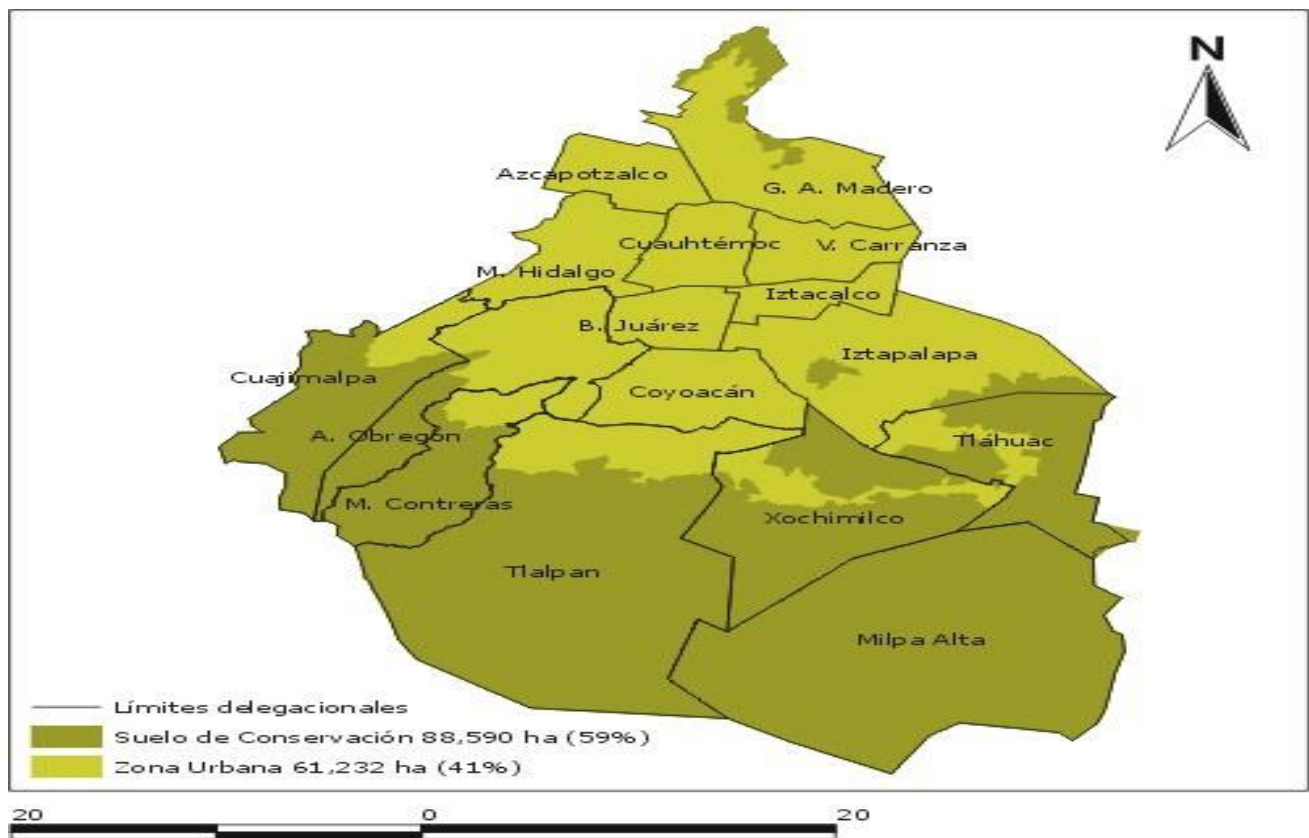 N
Azcapotzalco
G. A. Madero
Cuauhtémoc
V. Carranza
M. Hidalgo
Iztacalco
B. Juárez
Iztapalapa
Cuajimalpa
Coyoacán
A. Obregón
Tláhuac
M. Contreras
Xochimilco
Tlalpan
Milpa Alta
Límites delegacionales
Suelo de Conservación 88,590 ha (59%)
Zona Urbana 61,232 ha (41%)
20 0 20